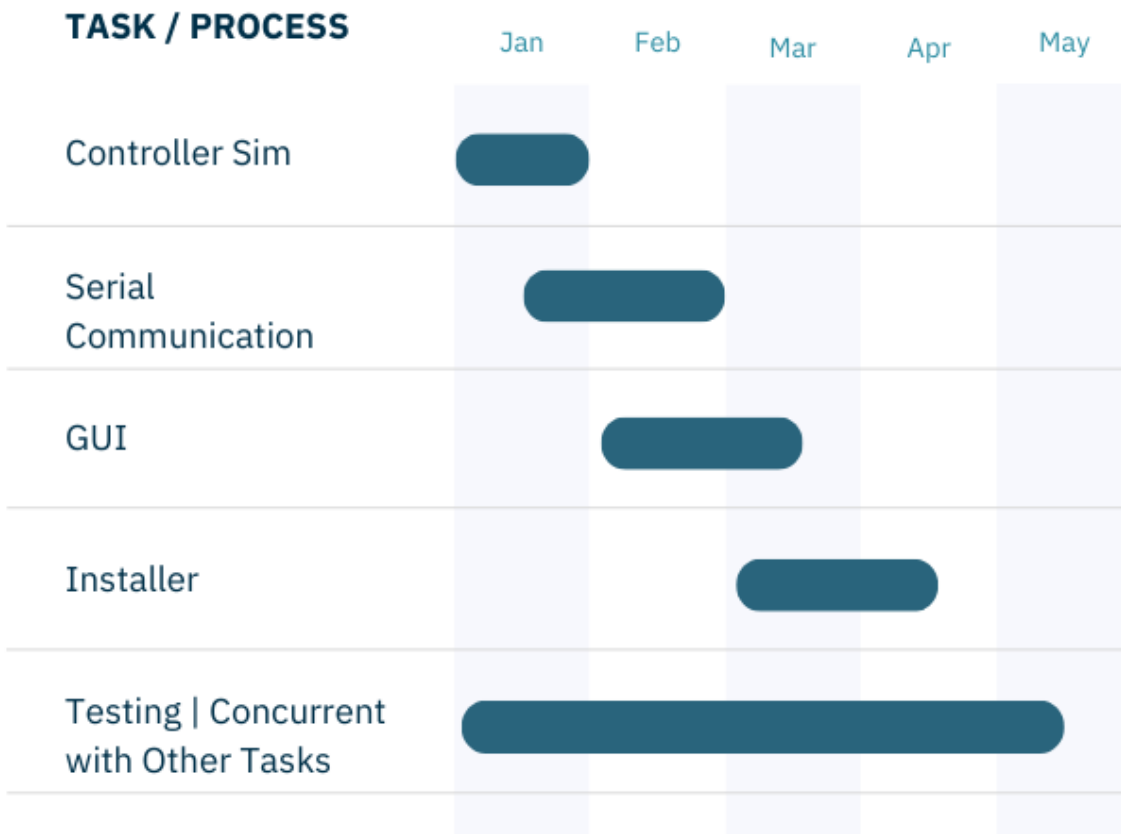 TASK / PROCESS
Jan
Feb
Mar
Apr
May
Controller Sim
Serial
Communication
GUI
Installer
Testing | Concurrent
with Other Tasks